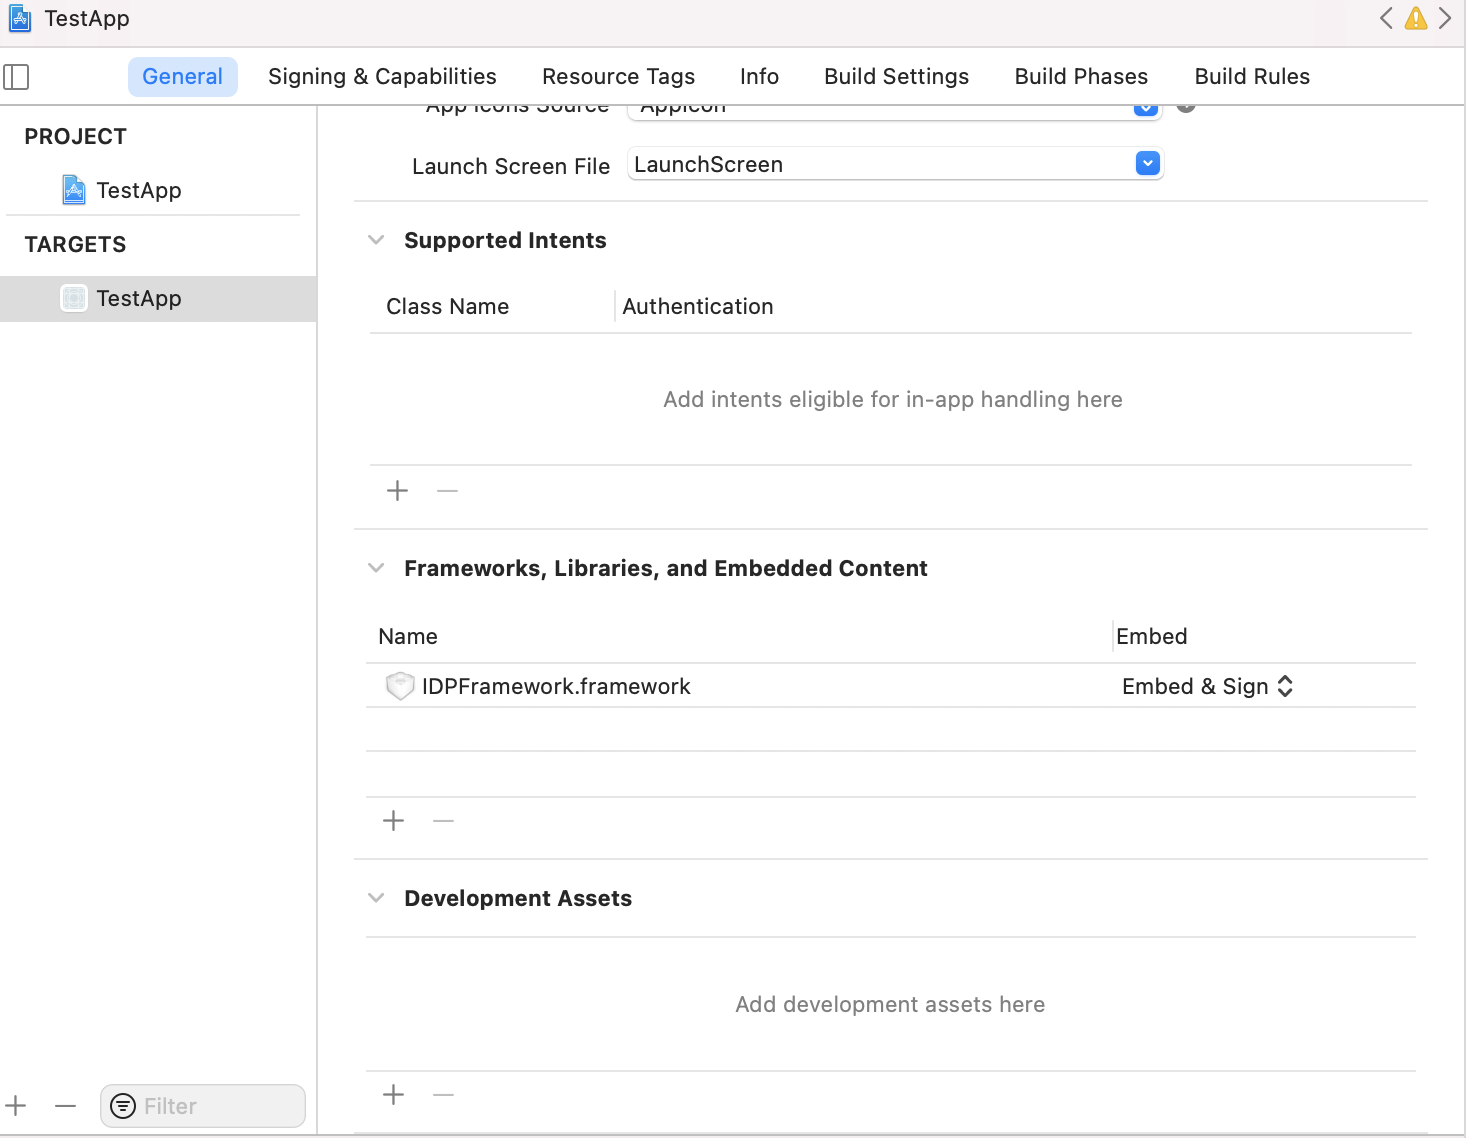 TestApp
General Signing & Capabilities Resource Tags Info Build Settings Build Phases Build Rules
PROJECT
TestApp
TARGETS
TestApp
App Icons Source AppIcon
Launch Screen File LaunchScreen
Supported Intents
Class Name Authentication
Add intents eligible for in-app handling here
Frameworks, Libraries, and Embedded Content
Name Embed
IDPFramework.framework Embed & Sign
Development Assets
Add development assets here
Filter